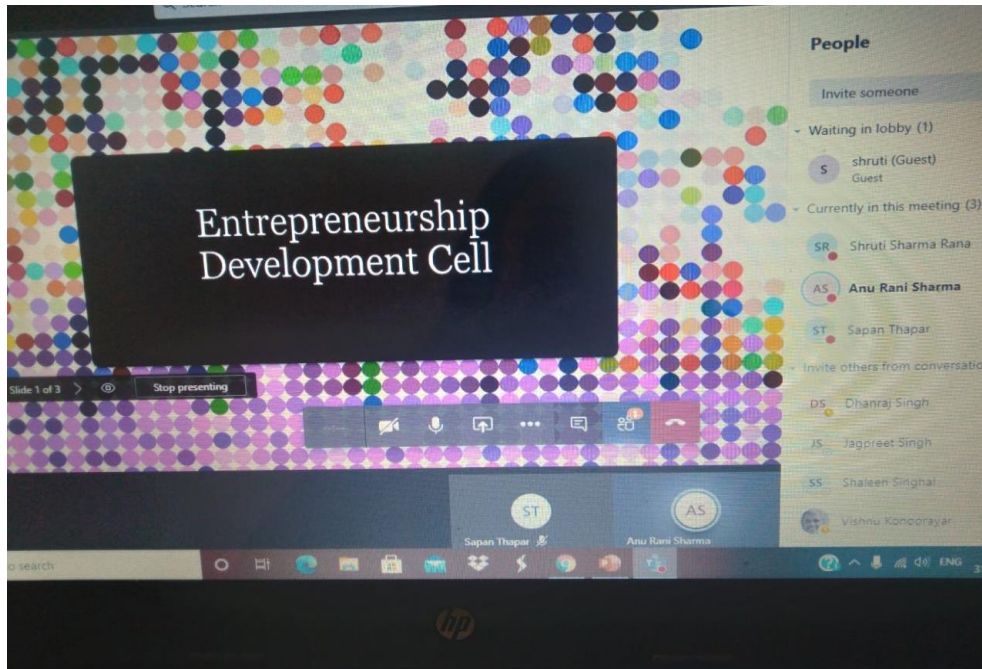 Entrepreneurship
Development Cell
Slide 1 of 3
Stop presenting
ST
Sapan Thapar
AS
Anu Rani Sharma
People
Invite someone
Waiting in lobby (1)
S
shruti (Guest)
Guest
Currently in this meeting (3)
SR
Shruti Sharma Rana
AS
Anu Rani Sharma
ST
Sapan Thapar
Invite others from conversatio
DS
Dhanraj Singh
JS
Jagpreet Singh
SS
Shaleen Singhal
Vishnu Konoorayar
o search
ENG
hp